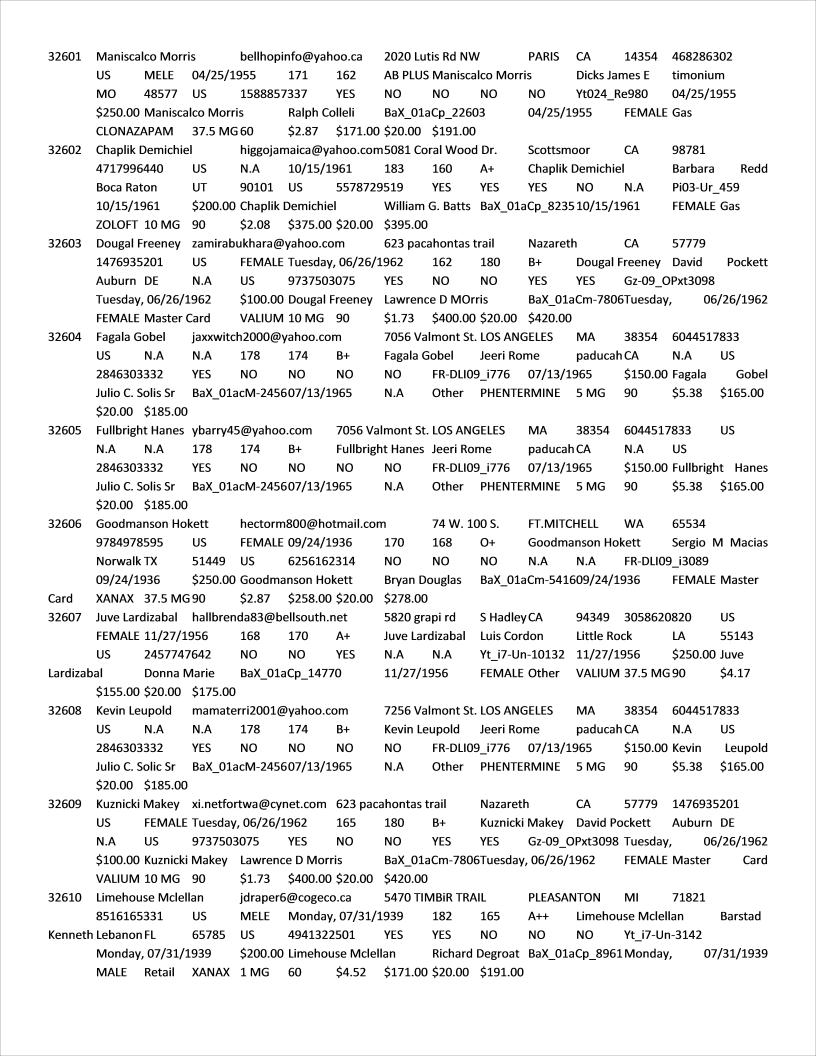 32601 Maniscalco Morris bellhopinfo@yahoo.ca 2020 Lutis Rd NW PARIS CA 14354 468286302
US MELE 04/25/1955 171 162 AB PLUS Maniscalco Morris Dicks James E timonium
MO 48577 US 1588857337 YES NO NO NO NO Yt024_Re980 04/25/1955
$250.00 Maniscalco Morris Ralph Colleli BaX_01aCp_22603 04/25/1955 FEMALE Gas
CLONAZAPAM 37.5 MG 60 $2.87 $171.00 $20.00 $191.00
32602 Chaplik Demichiel higgojamaica@yahoo.com 5081 Coral Wood Dr. Scottsmoor CA 98781
4717996440 US N.A 10/15/1961 183 160 A+ Chaplik Demichiel Barbara Redd
Boca Raton UT 90101 US 5578729519 YES YES YES NO N.A Pi03-Ur_459
10/15/1961 $200.00 Chaplik Demichiel William G. Batts BaX_01aCp_8235 10/15/1961 FEMALE Gas
ZOLOFT 10 MG 90 $2.08 $375.00 $20.00 $395.00
32603 Dougal Freeney zamirabukhara@yahoo.com 623 pacahontas trail Nazareth CA 57779
1476935201 US FEMALE Tuesday, 06/26/1962 162 180 B+ Dougal Freeney David Pockett
Auburn DE N.A US 9737503075 YES NO NO YES YES Gz-09_OPxt3098
Tuesday, 06/26/1962 $100.00 Dougal Freeney Lawrence D MOrris BaX_01aCm-7806 Tuesday, 06/26/1962
FEMALE Master Card VALIUM 10 MG 90 $1.73 $400.00 $20.00 $420.00
32604 Fagala Gobel jaxxwitch2000@yahoo.com 7056 Valmont St. LOS ANGELES MA 38354 6044517833
US N.A N.A 178 174 B+ Fagala Gobel Jeeri Rome paducah CA N.A US
2846303332 YES NO NO NO NO FR-DLI09_i776 07/13/1965 $150.00 Fagala Gobel
Julio C. Solis Sr BaX_01acM-2456 07/13/1965 N.A Other PHENTERMINE 5 MG 90 $5.38 $165.00
$20.00 $185.00
32605 Fullbright Hanes ybarry45@yahoo.com 7056 Valmont St. LOS ANGELES MA 38354 6044517833 US
N.A N.A 178 174 B+ Fullbright Hanes Jeeri Rome paducah CA N.A US
2846303332 YES NO NO NO NO FR-DLI09_i776 07/13/1965 $150.00 Fullbright Hanes
Julio C. Solis Sr BaX_01acM-2456 07/13/1965 N.A Other PHENTERMINE 5 MG 90 $5.38 $165.00
$20.00 $185.00
32606 Goodmanson Hokett hectorm800@hotmail.com 74 W. 100 S. FT.MITCHELL WA 65534
9784978595 US FEMALE 09/24/1936 170 168 O+ Goodmanson Hokett Sergio M Macias
Norwalk TX 51449 US 6256162314 NO NO NO N.A N.A FR-DLI09_i3089
09/24/1936 $250.00 Goodmanson Hokett Bryan Douglas BaX_01aCm-5416 09/24/1936 FEMALE Master
Card XANAX 37.5 MG 90 $2.87 $258.00 $20.00 $278.00
32607 Juve Lardizabal hallbrenda83@bellsouth.net 5820 grapi rd S Hadley CA 94349 3058620820 US
FEMALE 11/27/1956 168 170 A+ Juve Lardizabal Luis Cordon Little Rock LA 55143
US 2457747642 NO NO YES N.A N.A Yt_i7-Un-10132 11/27/1956 $250.00 Juve
Lardizabal Donna Marie BaX_01aCp_14770 11/27/1956 FEMALE Other VALIUM 37.5 MG 90 $4.17
$155.00 $20.00 $175.00
32608 Kevin Leupold mamaterri2001@yahoo.com 7256 Valmont St. LOS ANGELES MA 38354 6044517833
US N.A N.A 178 174 B+ Kevin Leupold Jeeri Rome paducah CA N.A US
2846303332 YES NO NO NO NO FR-DLI09_i776 07/13/1965 $150.00 Kevin Leupold
Julio C. Solic Sr BaX_01acM-2456 07/13/1965 N.A Other PHENTERMINE 5 MG 90 $5.38 $165.00
$20.00 $185.00
32609 Kuznicki Makey xi.netfortwa@cynet.com 623 pacahontas trail Nazareth CA 57779 1476935201
US FEMALE Tuesday, 06/26/1962 165 180 B+ Kuznicki Makey David Pockett Auburn DE
N.A US 9737503075 YES NO NO YES YES Gz-09_OPxt3098 Tuesday, 06/26/1962
$100.00 Kuznicki Makey Lawrence D Morris BaX_01aCm-7806 Tuesday, 06/26/1962 FEMALE Master Card
VALIUM 10 MG 90 $1.73 $400.00 $20.00 $420.00
32610 Limehouse Mclellan jdraper6@cogeco.ca 5470 TIMBiR TRAIL PLEASANTON MI 71821
8516165331 US MELE Monday, 07/31/1939 182 165 A++ Limehouse Mclellan Barstad
Kenneth Lebanon FL 65785 US 4941322501 YES YES NO NO NO Yt_i7-Un-3142
Monday, 07/31/1939 $200.00 Limehouse Mclellan Richard Degroat BaX_01aCp_8961 Monday, 07/31/1939
MALE Retail XANAX 1 MG 60 $4.52 $171.00 $20.00 $191.00